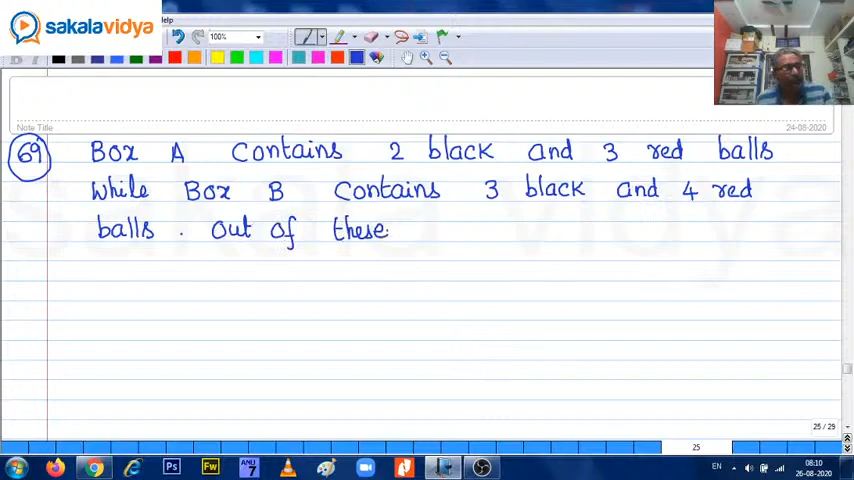 sakalavidya
Help
100%
Note Title
24-08-2020
69 Box A Contains 2 black and 3 red balls
While Box B Contains 3 black and 4 red
balls . out of these
25 / 29
25
EN
08:10
26-08-2020